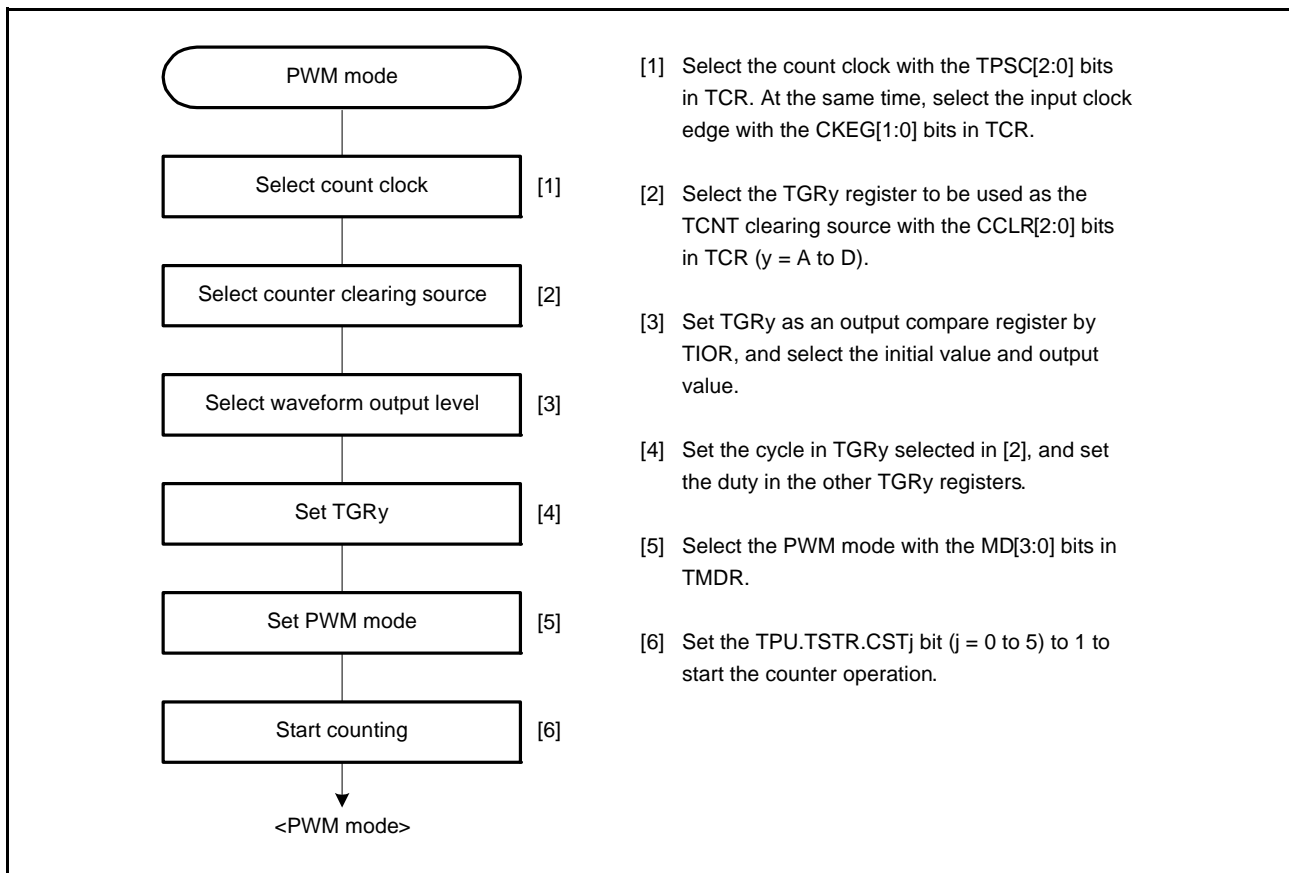 PWM mode
Select count clock [1]
Select counter clearing source [2]
Select waveform output level [3]
Set TGRy [4]
Set PWM mode [5]
Start counting [6]
<PWM mode>
[1] Select the count clock with the TPSC[2:0] bits
in TCR. At the same time, select the input clock
edge with the CKEG[1:0] bits in TCR.
[2] Select the TGRy register to be used as the
TCNT clearing source with the CCLR[2:0] bits
in TCR (y = A to D).
[3] Set TGRy as an output compare register by
TIOR, and select the initial value and output
value.
[4] Set the cycle in TGRy selected in [2], and set
the duty in the other TGRy registers.
[5] Select the PWM mode with the MD[3:0] bits in
TMDR.
[6] Set the TPU.TSTR.CSTj bit (j = 0 to 5) to 1 to
start the counter operation.